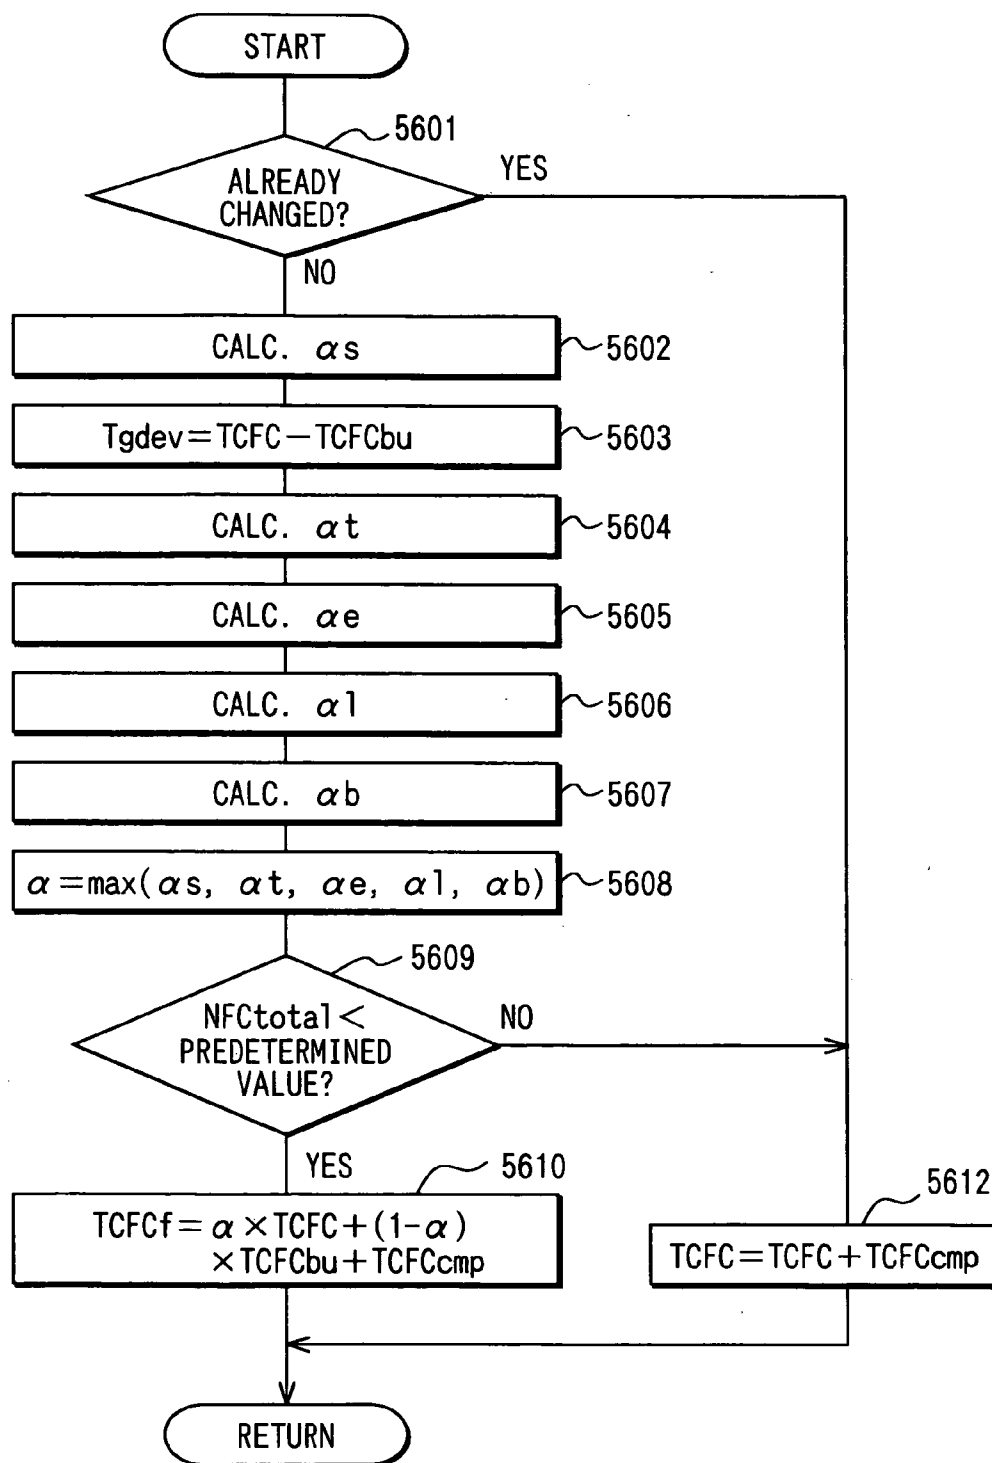 START
5601
ALREADY
CHANGED?
YES
NO
CALC. αs
5602
Tgdev=TCFC-TCFCbu
5603
CALC. αt
5604
CALC. αe
5605
CALC. αl
5606
CALC. αb
5607
α=max(αs, αt, αe, αl, αb)
5608
5609
NFCtotal<
PREDETERMINED
VALUE?
NO
YES
5610
TCFCf=α×TCFC+(1-α)
×TCFCbu+TCFCcmp
5612
TCFC=TCFC+TCFCcmp
RETURN